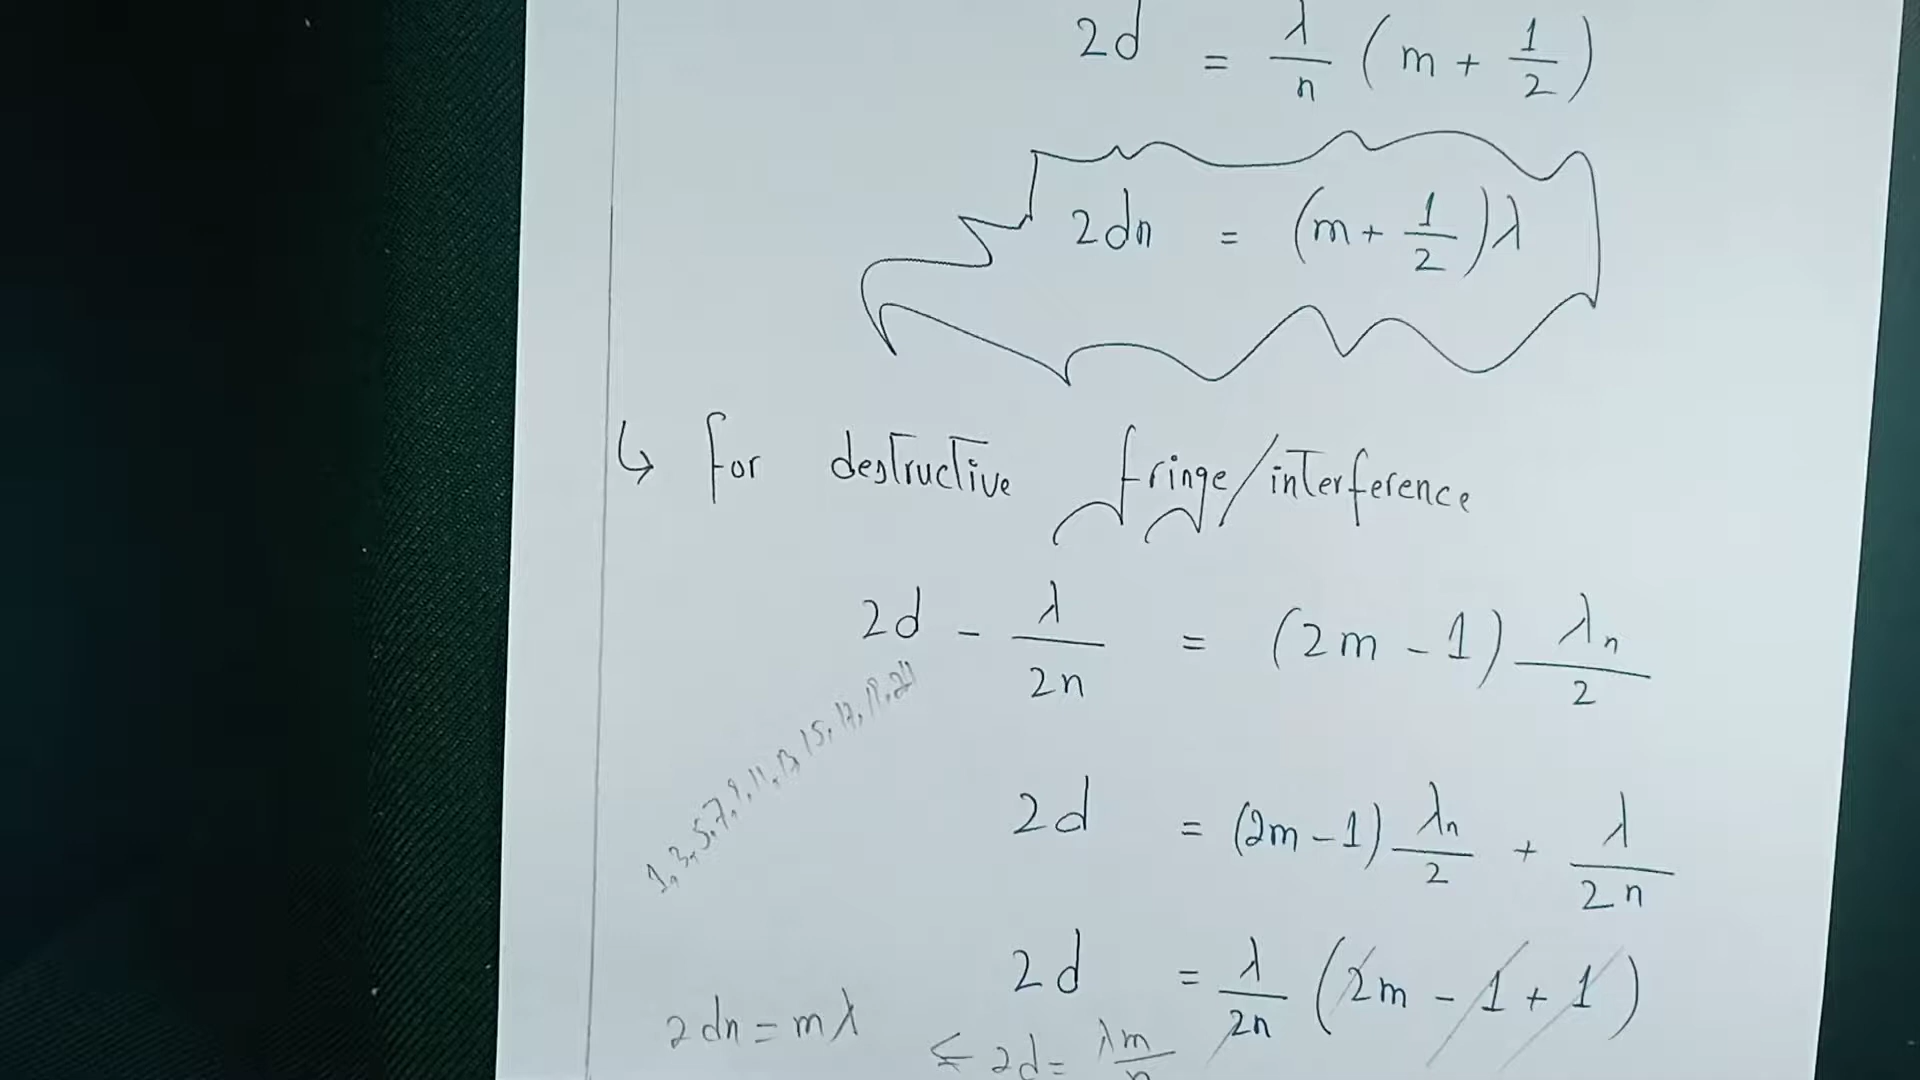 2d = λ/n (m + 1/2)
2dn = (m + 1/2)λ
↳ for destructive fringe/interference
2d - λ/2n = (2m - 1) λn/2
1, 3, 5, 7, 9, 11, 13, 15, 17, 19, 21
2d = (2m - 1) λn/2 + λ/2n
2d = λ/2n (2m - 1 + 1)
2dn = mλ ⇐ 2d = λm/n